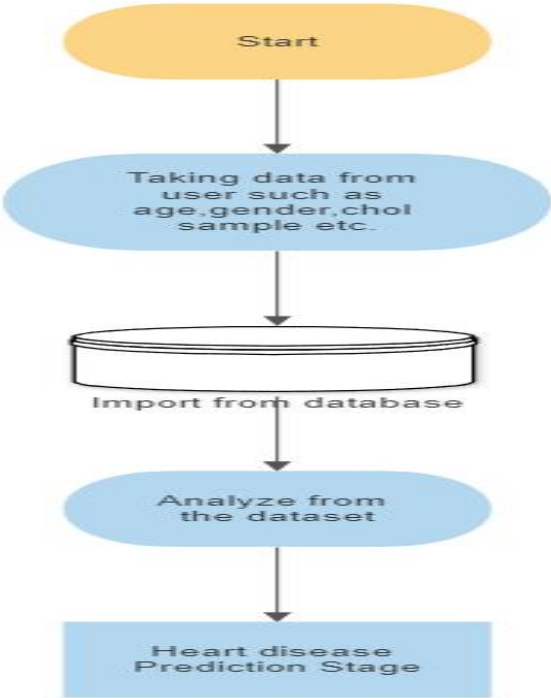 Start
Taking data from
user such as
age,gender,chol
sample etc.
Import from database
Analyze from
the dataset
Heart disease
Prediction Stage